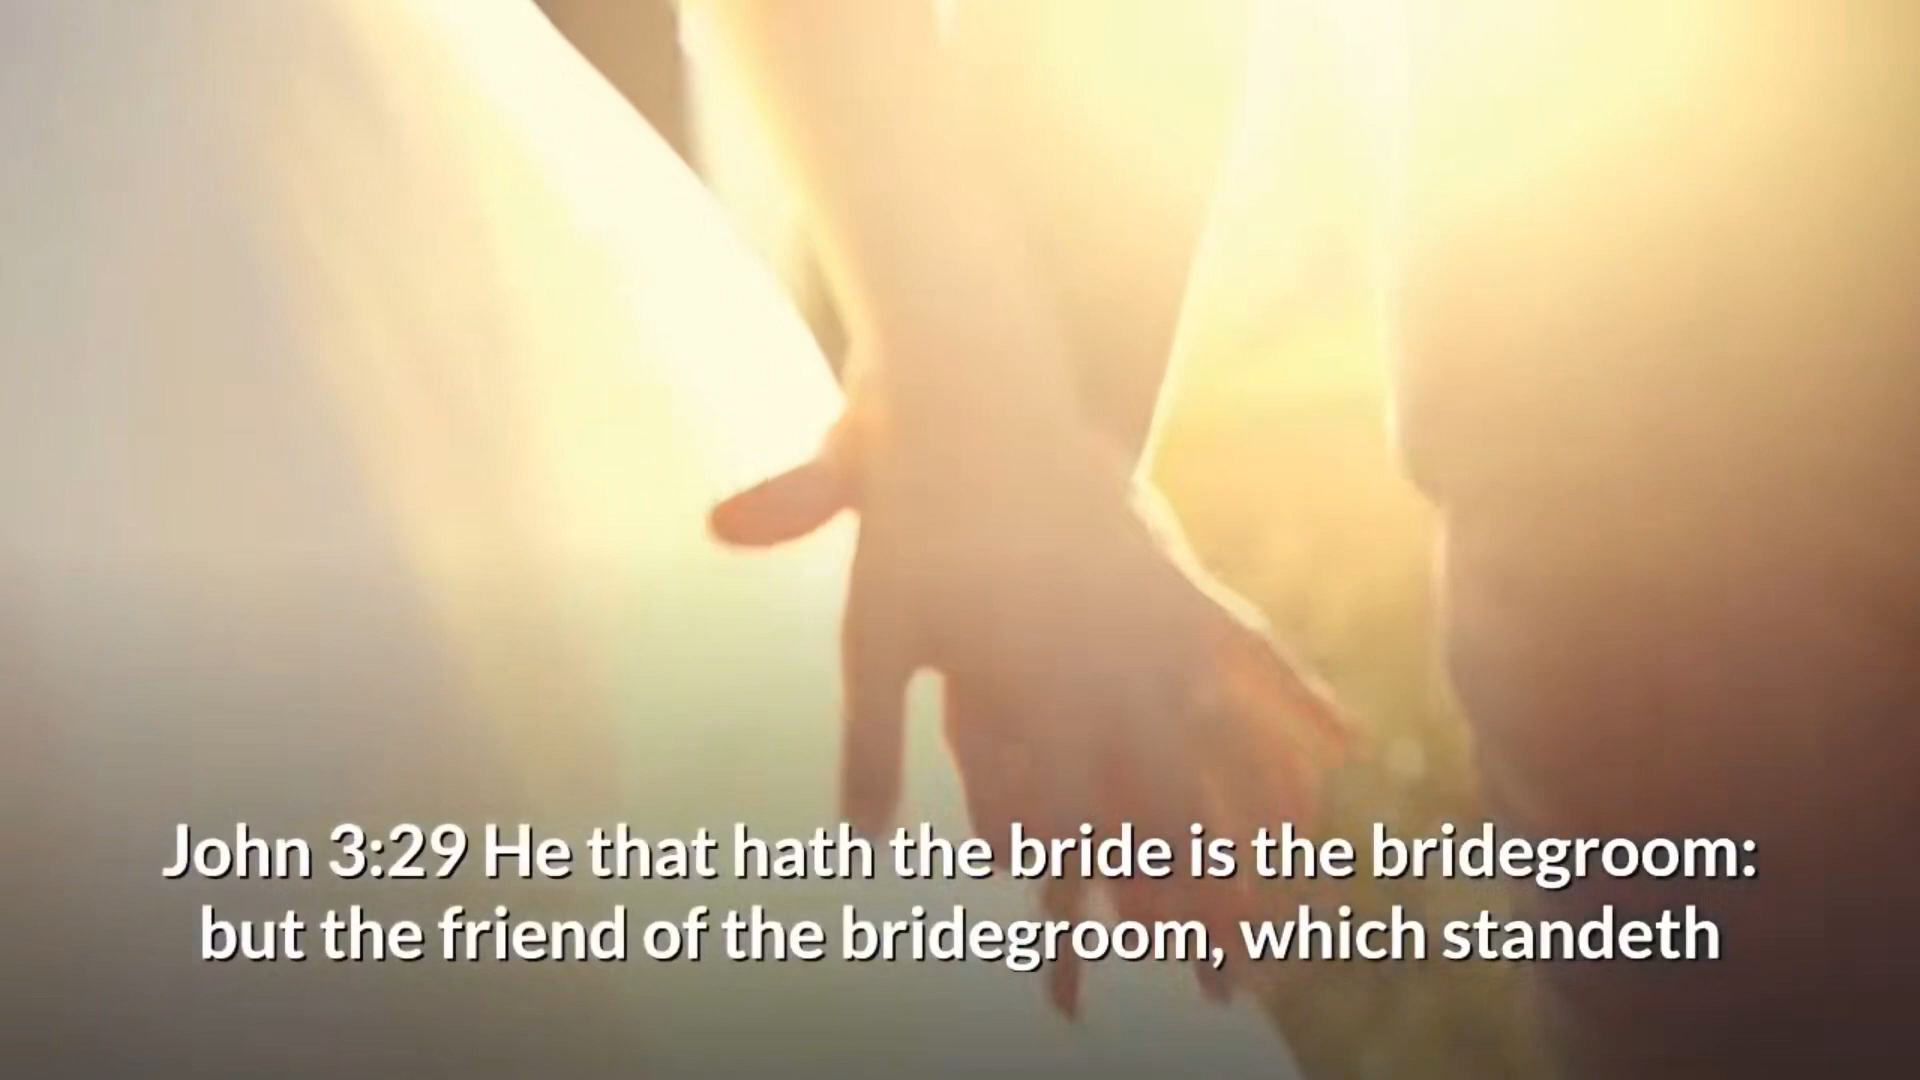 John 3:29 He that hath the bride is the bridegroom:
but the friend of the bridegroom, which standeth